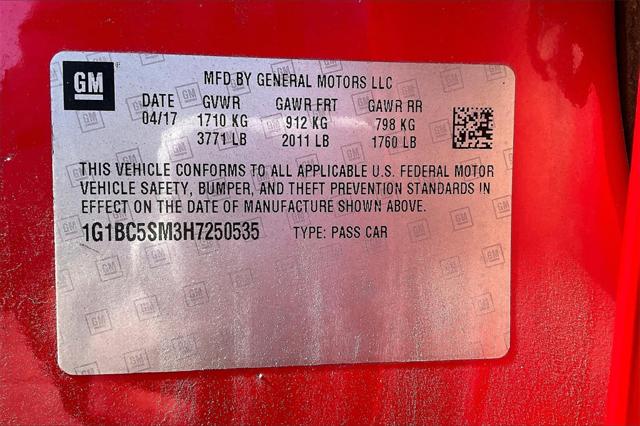 GM
MFD BY GENERAL MOTORS LLC
DATE GVWR GAWR FRT GAWR RR
04/17 1710 KG 912 KG 798 KG
3771 LB 2011 LB 1760 LB
THIS VEHICLE CONFORMS TO ALL APPLICABLE U.S. FEDERAL MOTOR
VEHICLE SAFETY, BUMPER, AND THEFT PREVENTION STANDARDS IN
EFFECT ON THE DATE OF MANUFACTURE SHOWN ABOVE.
1G1BC5SM3H7250535 TYPE: PASS CAR